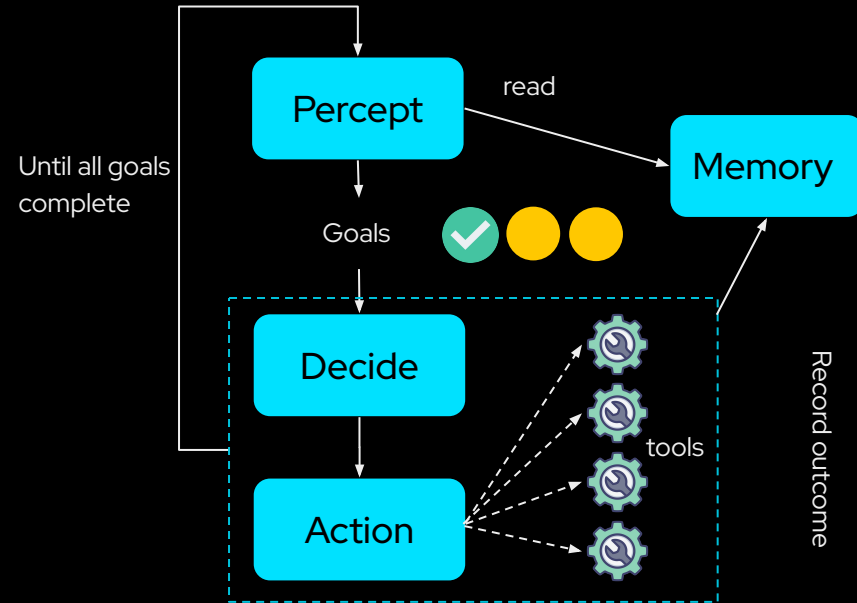 Percept
read
Memory
Until all goals
complete
Goals
Decide
tools
Action
Record outcome